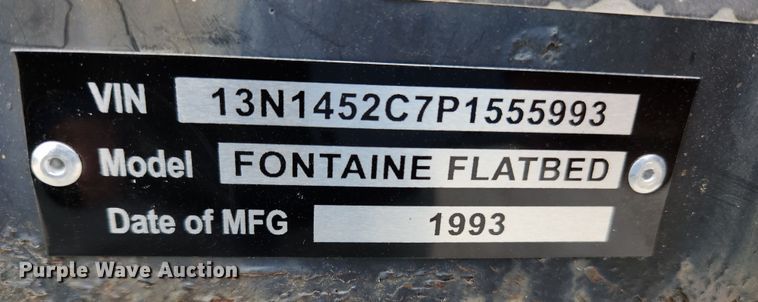 VIN 13N1452C7P1555993
Model FONTAINE FLATBED
Date of MFG 1993
Purple Wave Auction